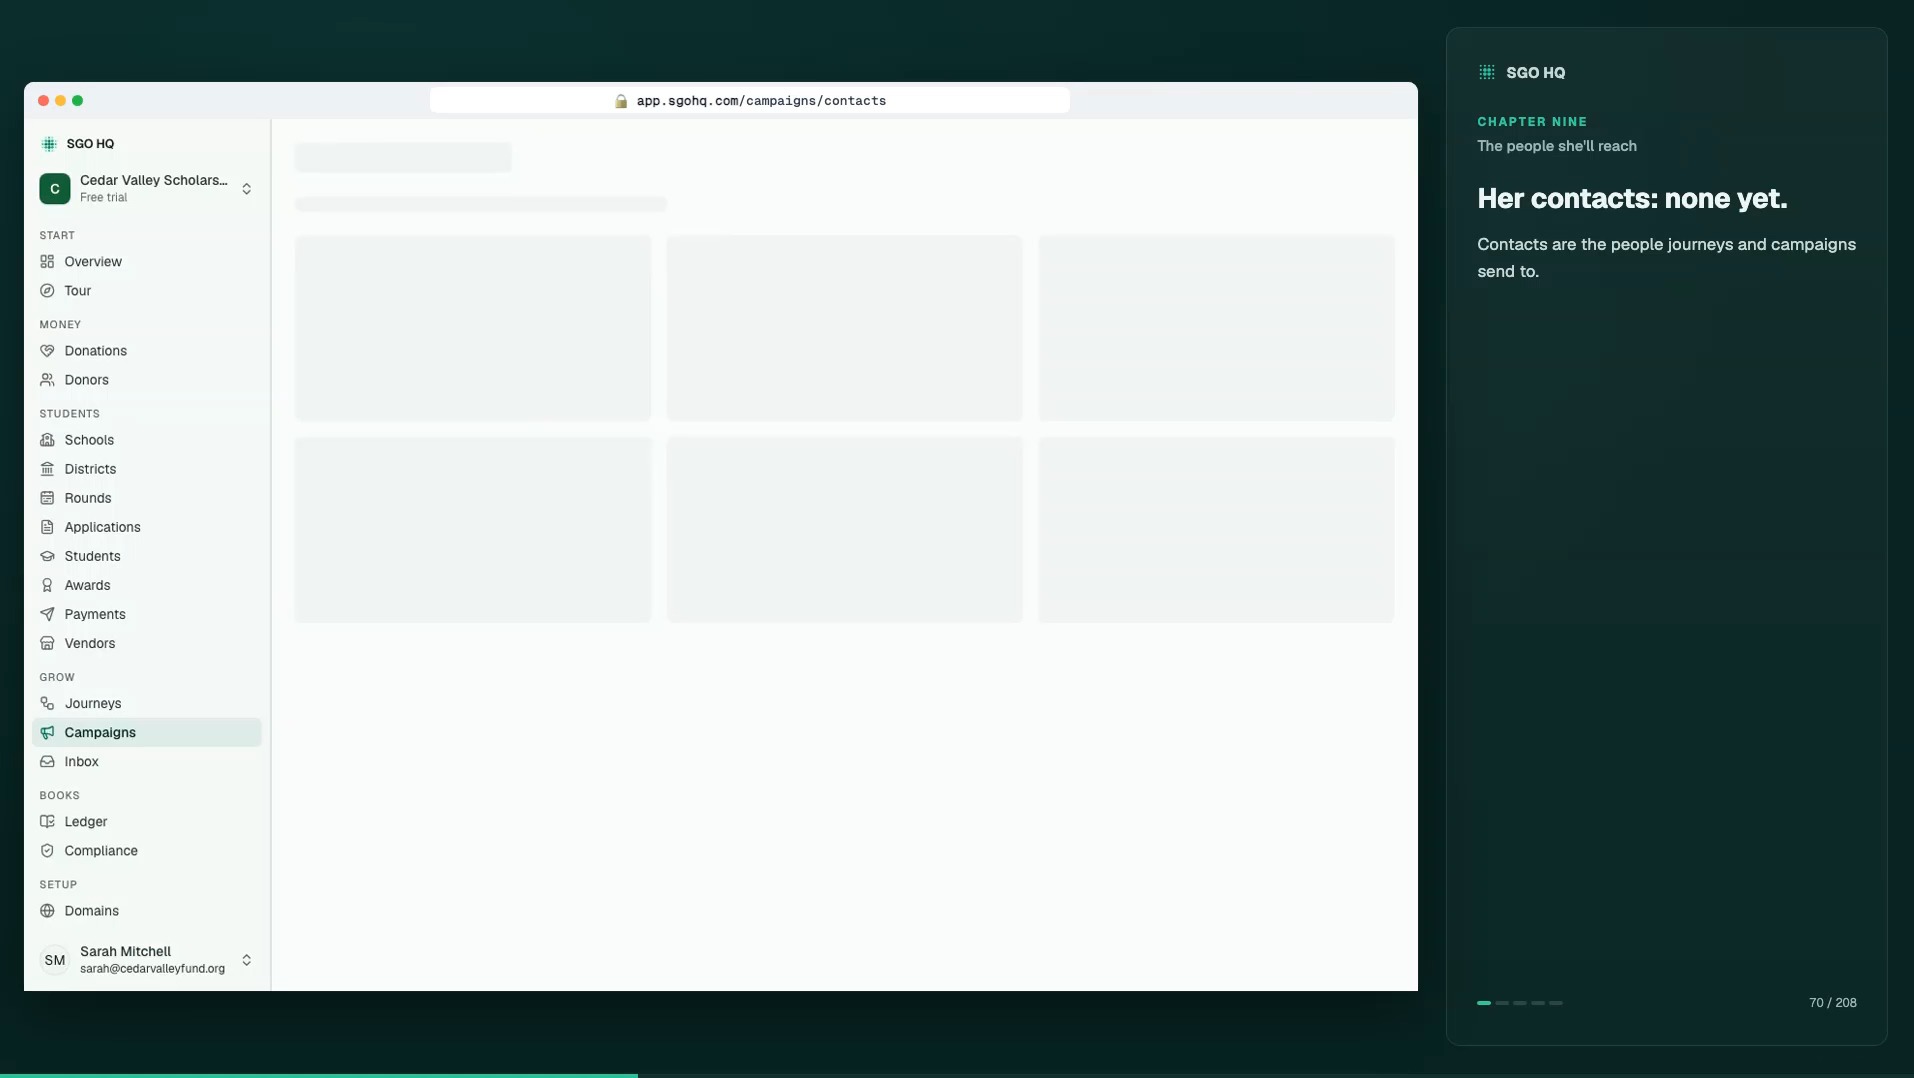 app.sgohq.com/campaigns/contacts
SGO HQ
C
Cedar Valley Scholars...
Free trial
START
Overview
Tour
MONEY
Donations
Donors
STUDENTS
Schools
Districts
Rounds
Applications
Students
Awards
Payments
Vendors
GROW
Journeys
Campaigns
Inbox
BOOKS
Ledger
Compliance
SETUP
Domains
SM
Sarah Mitchell
sarah@cedarvalleyfund.org
SGO HQ
CHAPTER NINE
The people she'll reach
Her contacts: none yet.
Contacts are the people journeys and campaigns
send to.
70 / 208